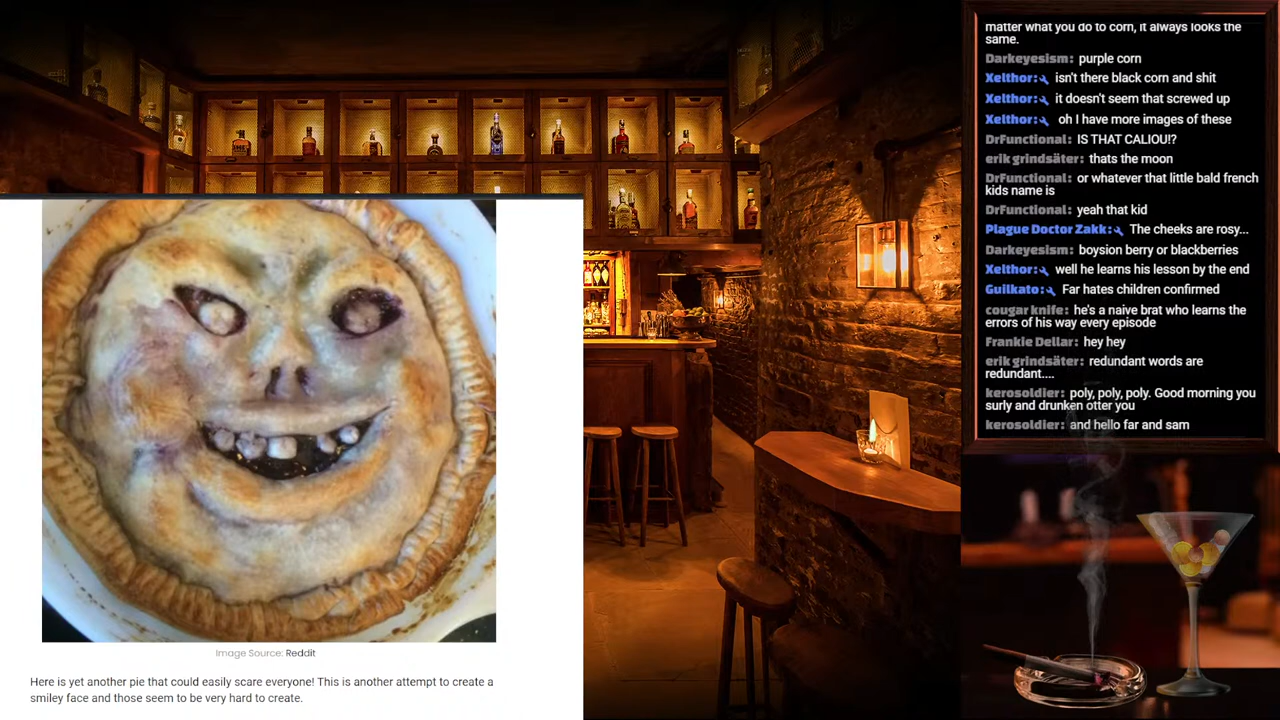 matter what you do to corn, it always looks the
same.
Darkeyesism: purple corn
Xelthor: isn't there black corn and shit
Xelthor: it doesn't seem that screwed up
Xelthor: oh I have more images of these
DrFunctional: IS THAT CALIOU!?
erik grindsäter: thats the moon
DrFunctional: or whatever that little bald french
kids name is
DrFunctional: yeah that kid
Plague Doctor Zakk: The cheeks are rosy...
Darkeyesism: boysion berry or blackberries
Xelthor: well he learns his lesson by the end
Guilkato: Far hates children confirmed
cougar knife: he's a naive brat who learns the
errors of his way every episode
Frankie Dellar: hey hey
erik grindsäter: redundant words are
redundant....
kerosoldier: poly, poly, poly. Good morning you
surly and drunken otter you
kerosoldier: and hello far and sam
Image Source: Reddit
Here is yet another pie that could easily scare everyone! This is another attempt to create a
smiley face and those seem to be very hard to create.